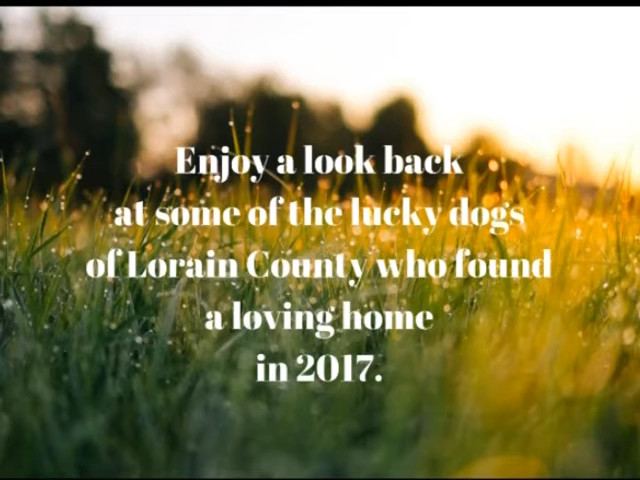 Enjoy a look back
at some of the lucky dogs
of Lorain County who found
a loving home
in 2017.